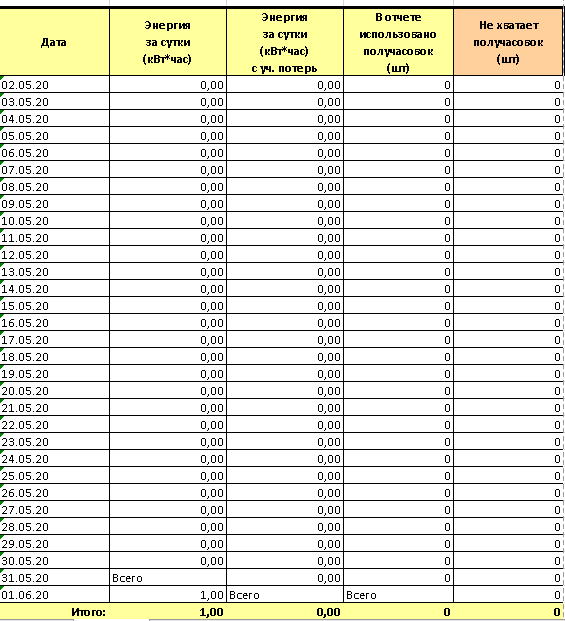 Дата Энергия за сутки (кВт*час) Энергия за сутки (кВт*час) с уч. потерь В отчете использовано получасовок (шт) Не хватает получасовок (шт)
02.05.20 0,00 0,00 0 0
03.05.20 0,00 0,00 0 0
04.05.20 0,00 0,00 0 0
05.05.20 0,00 0,00 0 0
06.05.20 0,00 0,00 0 0
07.05.20 0,00 0,00 0 0
08.05.20 0,00 0,00 0 0
09.05.20 0,00 0,00 0 0
10.05.20 0,00 0,00 0 0
11.05.20 0,00 0,00 0 0
12.05.20 0,00 0,00 0 0
13.05.20 0,00 0,00 0 0
14.05.20 0,00 0,00 0 0
15.05.20 0,00 0,00 0 0
16.05.20 0,00 0,00 0 0
17.05.20 0,00 0,00 0 0
18.05.20 0,00 0,00 0 0
19.05.20 0,00 0,00 0 0
20.05.20 0,00 0,00 0 0
21.05.20 0,00 0,00 0 0
22.05.20 0,00 0,00 0 0
23.05.20 0,00 0,00 0 0
24.05.20 0,00 0,00 0 0
25.05.20 0,00 0,00 0 0
26.05.20 0,00 0,00 0 0
27.05.20 0,00 0,00 0 0
28.05.20 0,00 0,00 0 0
29.05.20 0,00 0,00 0 0
30.05.20 0,00 0,00 0 0
31.05.20 Всего 0,00 0 0
01.06.20 1,00 Всего Всего 0
Итого: 1,00 0,00 0 0